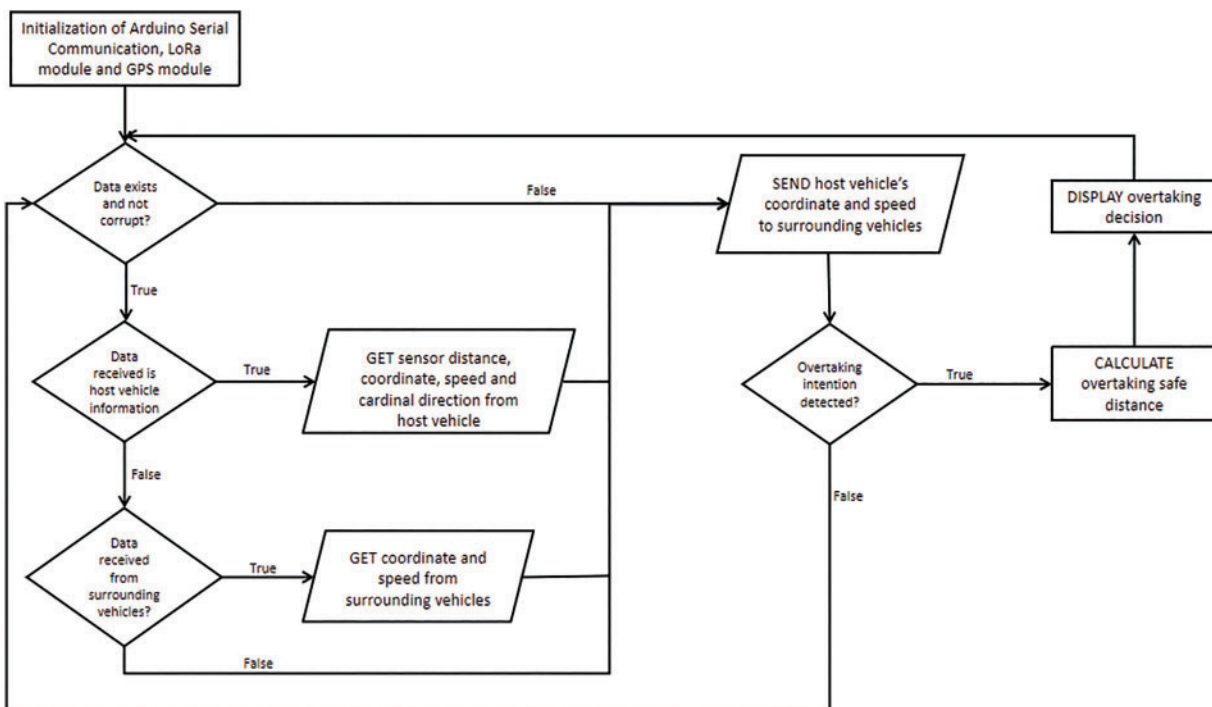 Initialization of Arduino Serial
Communication, LoRa
module and GPS module
Data exists
and not
corrupt?
False
SEND host vehicle's
coordinate and speed
to surrounding vehicles
DISPLAY overtaking
decision
True
Data
received is
host vehicle
information
True
GET sensor distance,
coordinate, speed and
cardinal direction from
host vehicle
Overtaking
intention
detected?
True
CALCULATE
overtaking safe
distance
False
False
Data
received
from
surrounding
vehicles?
True
GET coordinate and
speed from
surrounding vehicles
False